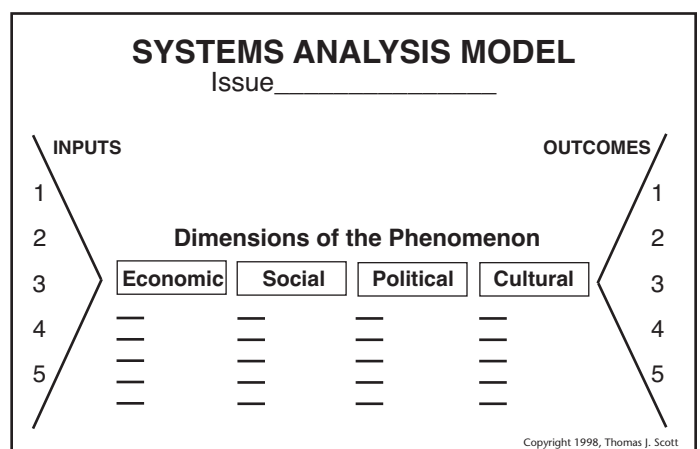 SYSTEMS ANALYSIS MODEL
Issue_______________
INPUTS
OUTCOMES
1
2
3
4
5
Dimensions of the Phenomenon
Economic Social Political Cultural
1
2
3
4
5
Copyright 1998, Thomas J. Scott